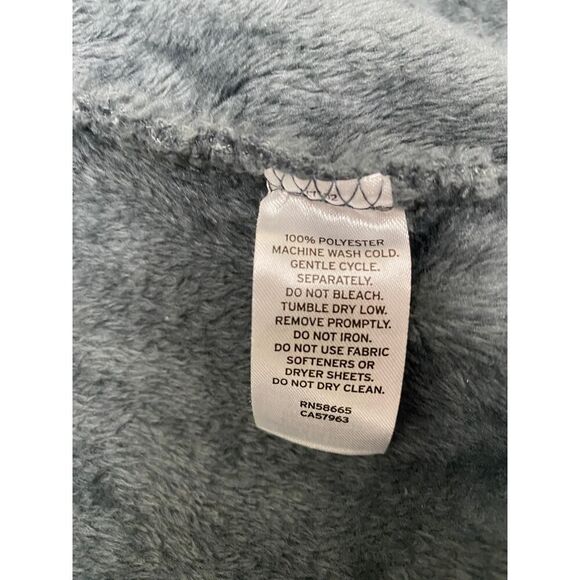 100% POLYESTER
MACHINE WASH COLD.
GENTLE CYCLE.
SEPARATELY.
DO NOT BLEACH.
TUMBLE DRY LOW.
REMOVE PROMPTLY.
DO NOT IRON.
DO NOT USE FABRIC
SOFTENERS OR
DRYER SHEETS.
DO NOT DRY CLEAN.
RN58665
CA57963